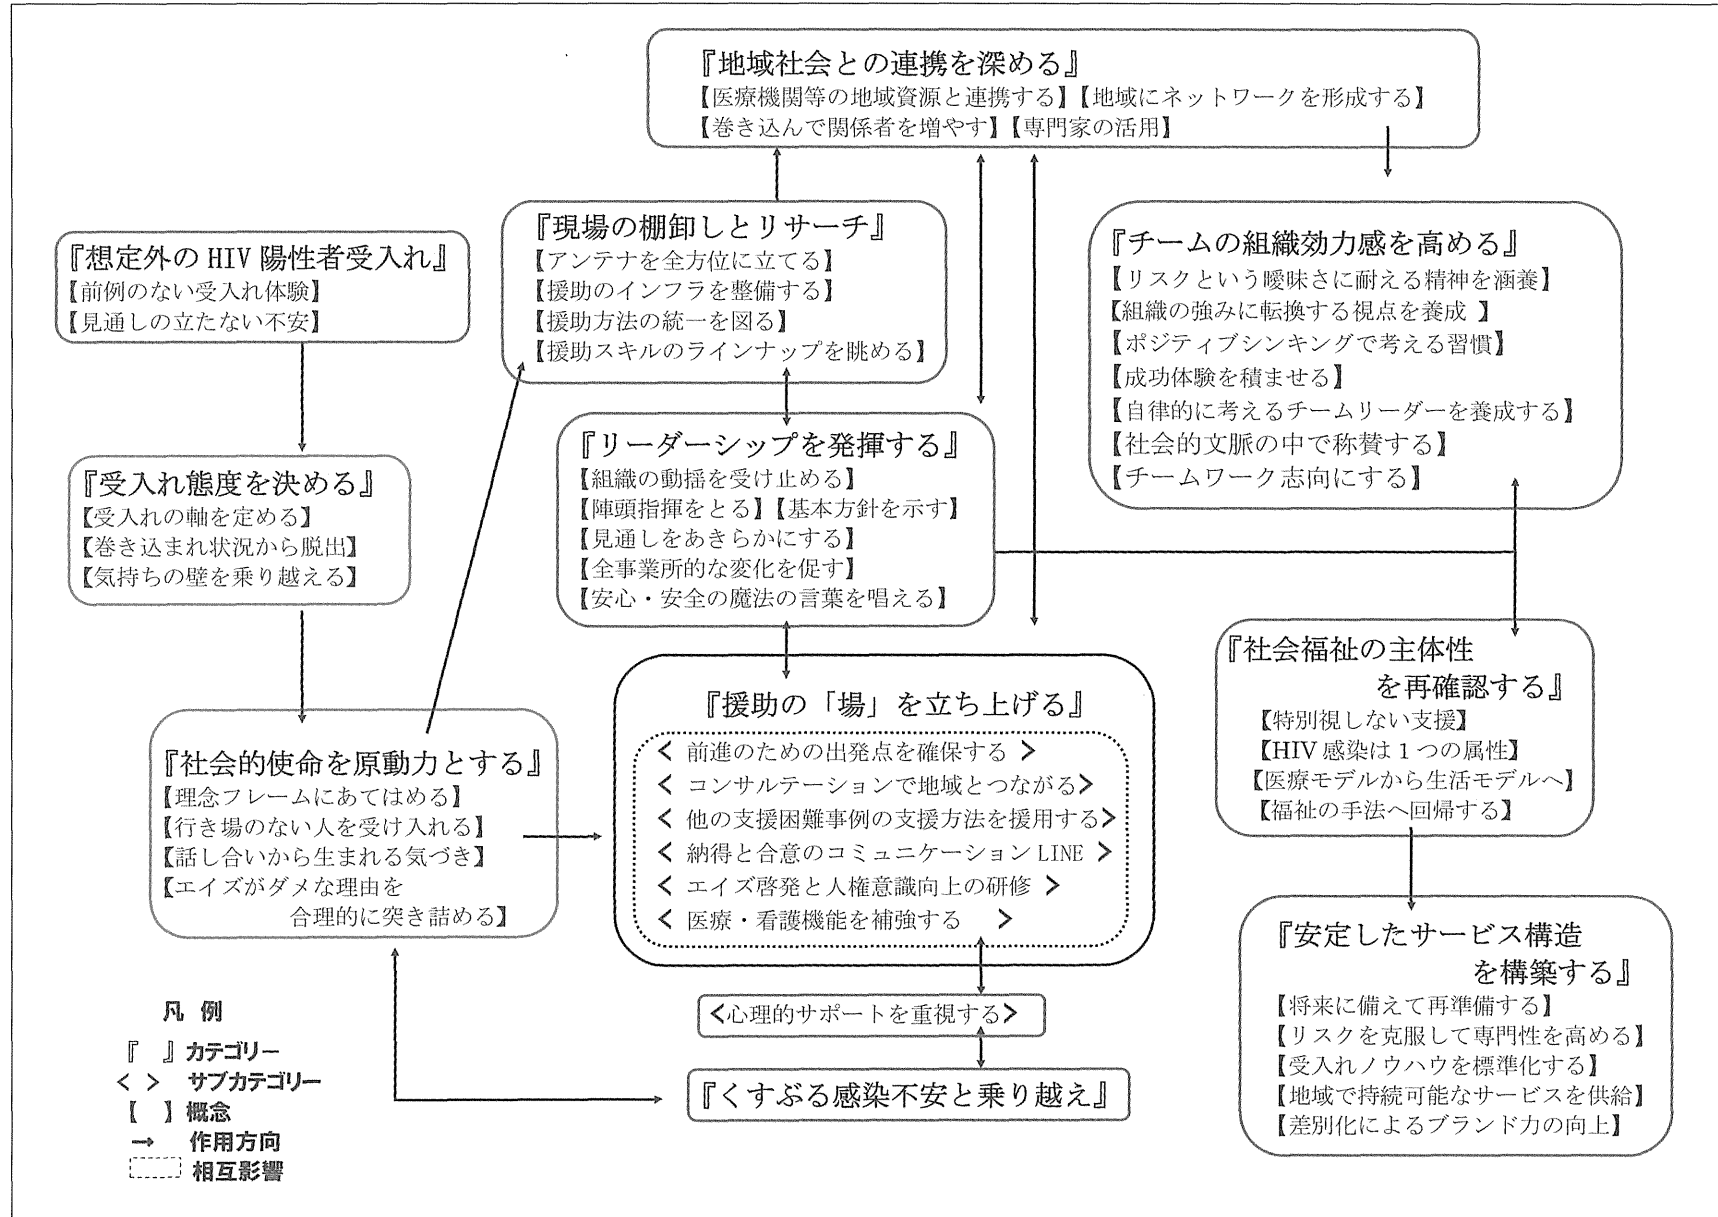 『地域社会との連携を深める』
【医療機関等の地域資源と連携する】【地域にネットワークを形成する】
【巻き込んで関係者を増やす】【専門家の活用】
『想定外の HIV 陽性者受入れ』
【前例のない受入れ体験】
【見通しの立たない不安】
『現場の棚卸しとリサーチ』
【アンテナを全方位に立てる】
【援助のインフラを整備する】
【援助方法の統一を図る】
【援助スキルのラインナップを眺める】
『チームの組織効力感を高める』
【リスクという曖昧さに耐える精神を涵養】
【組織の強みに転換する視点を養成 】
【ポジティブシンキングで考える習慣】
【成功体験を積ませる】
【自律的に考えるチームリーダーを養成する】
【社会的文脈の中で称賛する】
【チームワーク志向にする】
『受入れ態度を決める』
【受入れの軸を定める】
【巻き込まれ状況から脱出】
【気持ちの壁を乗り越える】
『リーダーシップを発揮する』
【組織の動揺を受け止める】
【陣頭指揮をとる】【基本方針を示す】
【見通しをあきらかにする】
【全事業所的な変化を促す】
【安心・安全の魔法の言葉を唱える】
『社会的使命を原動力とする』
【理念フレームにあてはめる】
【行き場のない人を受け入れる】
【話し合いから生まれる気づき】
【エイズがダメな理由を
合理的に突き詰める】
『援助の「場」を立ち上げる』
< 前進のための出発点を確保する >
< コンサルテーションで地域とつながる>
< 他の支援困難事例の支援方法を援用する>
< 納得と合意のコミュニケーション LINE >
< エイズ啓発と人権意識向上の研修 >
< 医療・看護機能を補強する >
<心理的サポートを重視する>
『くすぶる感染不安と乗り越え』
『社会福祉の主体性
を再確認する』
【特別視しない支援】
【HIV 感染は 1 つの属性】
【医療モデルから生活モデルへ】
【福祉の手法へ回帰する】
『安定したサービス構造
を構築する』
【将来に備えて再準備する】
【リスクを克服して専門性を高める】
【受入れノウハウを標準化する】
【地域で持続可能なサービスを供給】
【差別化によるブランド力の向上】
凡 例
『 』カテゴリー
< > サブカテゴリー
【 】概念
→ 作用方向
相互影響